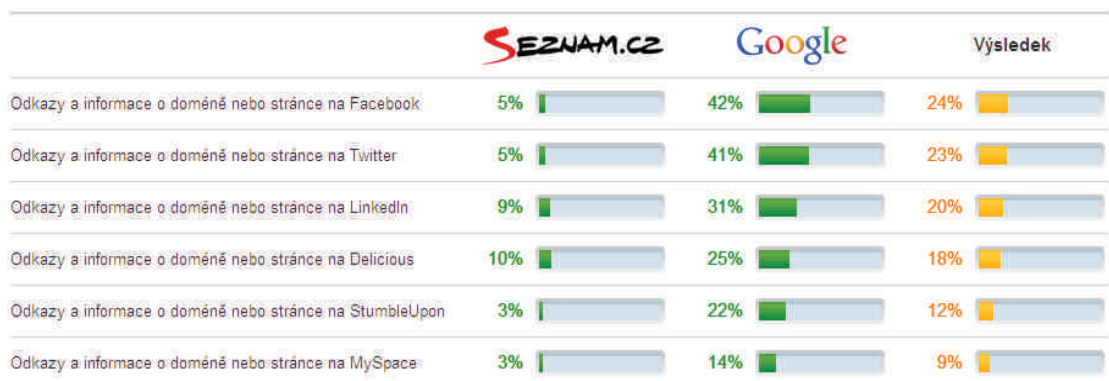 SEZNAM.CZ Google Výsledek
Odkazy a informace o doméně nebo stránce na Facebook 5% 42% 24%
Odkazy a informace o doméně nebo stránce na Twitter 5% 41% 23%
Odkazy a informace o doméně nebo stránce na LinkedIn 9% 31% 20%
Odkazy a informace o doméně nebo stránce na Delicious 10% 25% 18%
Odkazy a informace o doméně nebo stránce na StumbleUpon 3% 22% 12%
Odkazy a informace o doméně nebo stránce na MySpace 3% 14% 9%